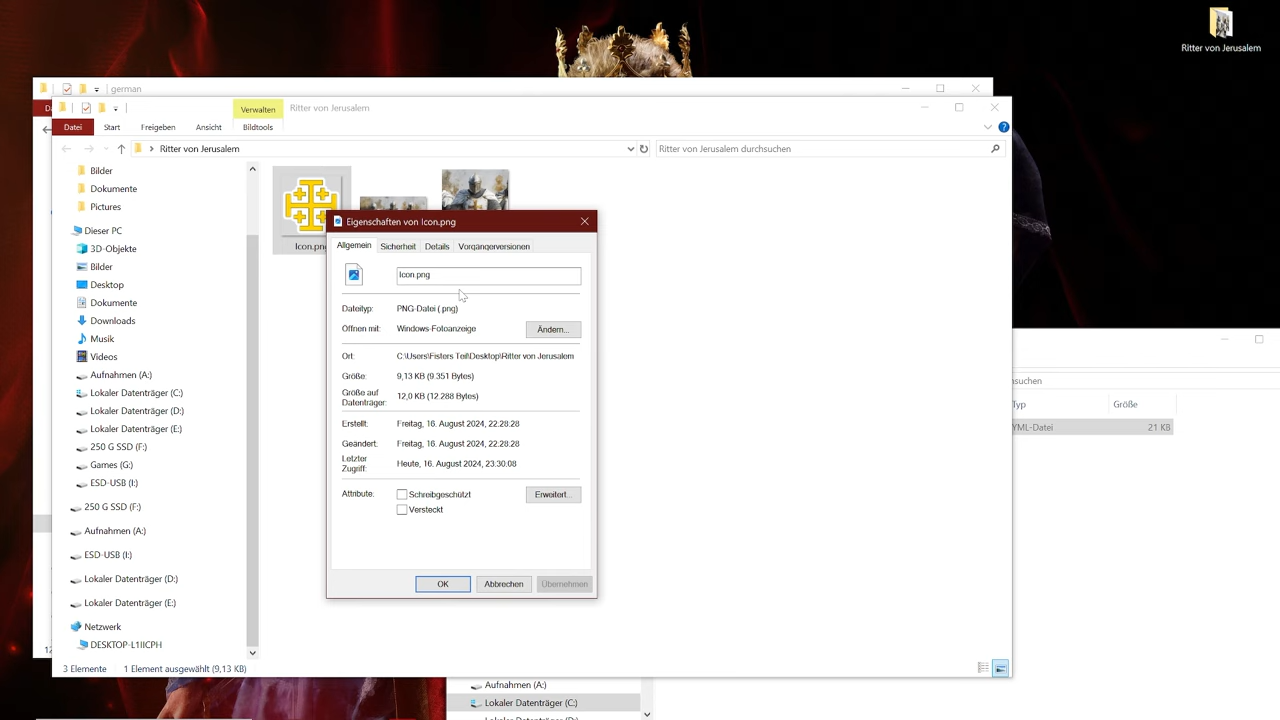 Ritter von Jerusalem
german
Verwalten
Ritter von Jerusalem
Datei
Start
Freigeben
Ansicht
Bildtools
Ritter von Jerusalem
Ritter von Jerusalem durchsuchen
Bilder
Dokumente
Pictures
Dieser PC
3D-Objekte
Bilder
Desktop
Dokumente
Downloads
Musik
Videos
Aufnahmen (A:)
Lokaler Datenträger (C:)
Lokaler Datenträger (D:)
Lokaler Datenträger (E:)
250 G SSD (F:)
Games (G:)
ESD-USB (I:)
250 G SSD (F:)
Aufnahmen (A:)
ESD-USB (I:)
Lokaler Datenträger (D:)
Lokaler Datenträger (E:)
Netzwerk
DESKTOP-L1IICPH
3 Elemente
1 Element ausgewählt (9,13 KB)
Icon.png
Eigenschaften von Icon.png
Allgemein
Sicherheit
Details
Vorgängerversionen
Icon.png
Dateityp:
PNG-Datei (.png)
Öffnen mit:
Windows-Fotoanzeige
Ändern...
Ort:
C:\Users\Fisters Teil\Desktop\Ritter von Jerusalem
Größe:
9,13 KB (9.351 Bytes)
Größe auf
Datenträger:
12,0 KB (12.288 Bytes)
Erstellt:
Freitag, 16. August 2024, 22:28:28
Geändert:
Freitag, 16. August 2024, 22:28:28
Letzter
Zugriff:
Heute, 16. August 2024, 23:30:08
Attribute:
Schreibgeschützt
Erweitert...
Versteckt
OK
Abbrechen
Übernehmen
Typ
Größe
YML-Datei
21 KB
Aufnahmen (A:)
Lokaler Datenträger (C:)